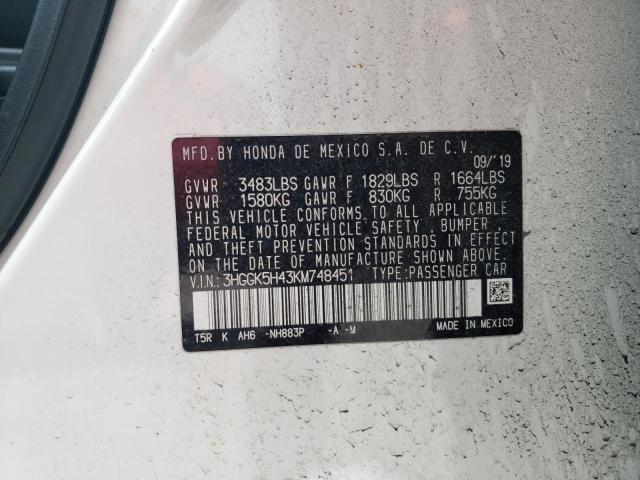 MFD. BY HONDA DE MEXICO S.A. DE C.V.
09/'19
GVWR 3483LBS GAWR F 1829LBS R 1664LBS
GVWR 1580KG GAWR F 830KG R 755KG
THIS VEHICLE CONFORMS TO ALL APPLICABLE
FEDERAL MOTOR VEHICLE SAFETY, BUMPER,
AND THEFT PREVENTION STANDARDS IN EFFECT
ON THE DATE OF MANUFACTURE SHOWN ABOVE.
V.I.N.: 3HGGK5H43KM748451 TYPE:PASSENGER CAR
T5R K AH6 -NH883P -A -M
MADE IN MEXICO